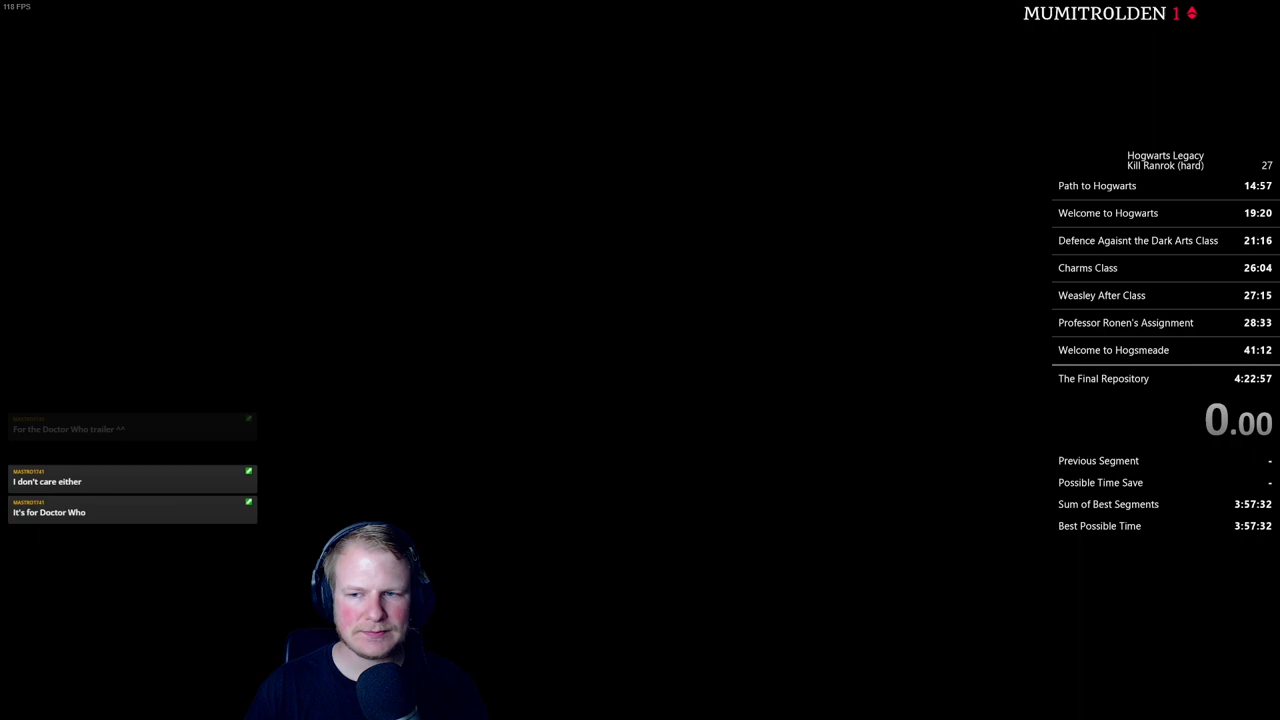 118 FPS
MUMITROLDEN 1
Hogwarts Legacy
Kill Ranrok (hard) 27
Path to Hogwarts 14:57
Welcome to Hogwarts 19:20
Defence Agaisnt the Dark Arts Class 21:16
Charms Class 26:04
Weasley After Class 27:15
Professor Ronen's Assignment 28:33
Welcome to Hogsmeade 41:12
The Final Repository 4:22:57
0.00
Previous Segment -
Possible Time Save -
Sum of Best Segments 3:57:32
Best Possible Time 3:57:32
MASTRO1741
For the Doctor Who trailer ^^
MASTRO1741
I don't care either
MASTRO1741
It's for Doctor Who